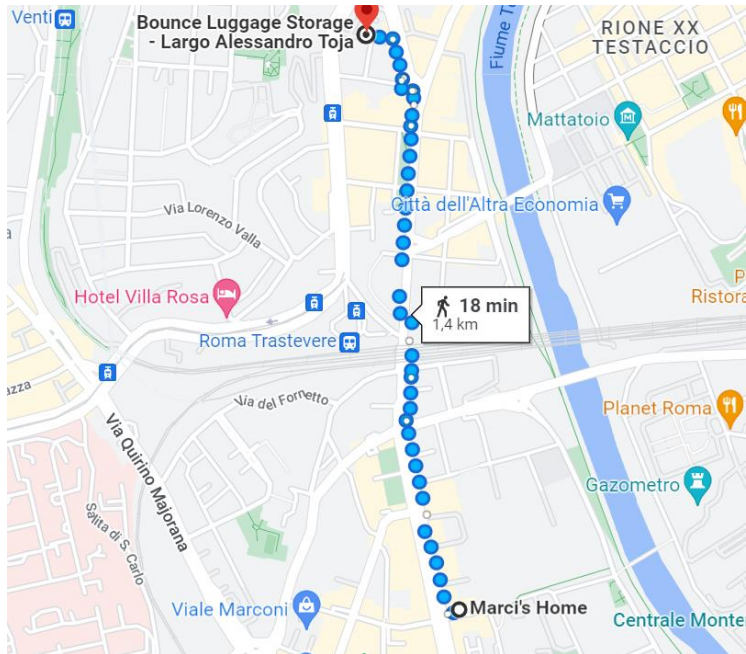 Venti
Bounce Luggage Storage
- Largo Alessandro Toja
RIONE XX
TESTACCIO
Mattatoio
Via Lorenzo Valla
Città dell'Altra Economia
Hotel Villa Rosa
18 min
1,4 km
P
Ristora
Roma Trastevere
azza
Via del Fornetto
Planet Roma
Via Quirino Majorana
Gazometro
Salita di S. Carlo
Viale Marconi
Marci's Home
Centrale Monte
Fiume Te